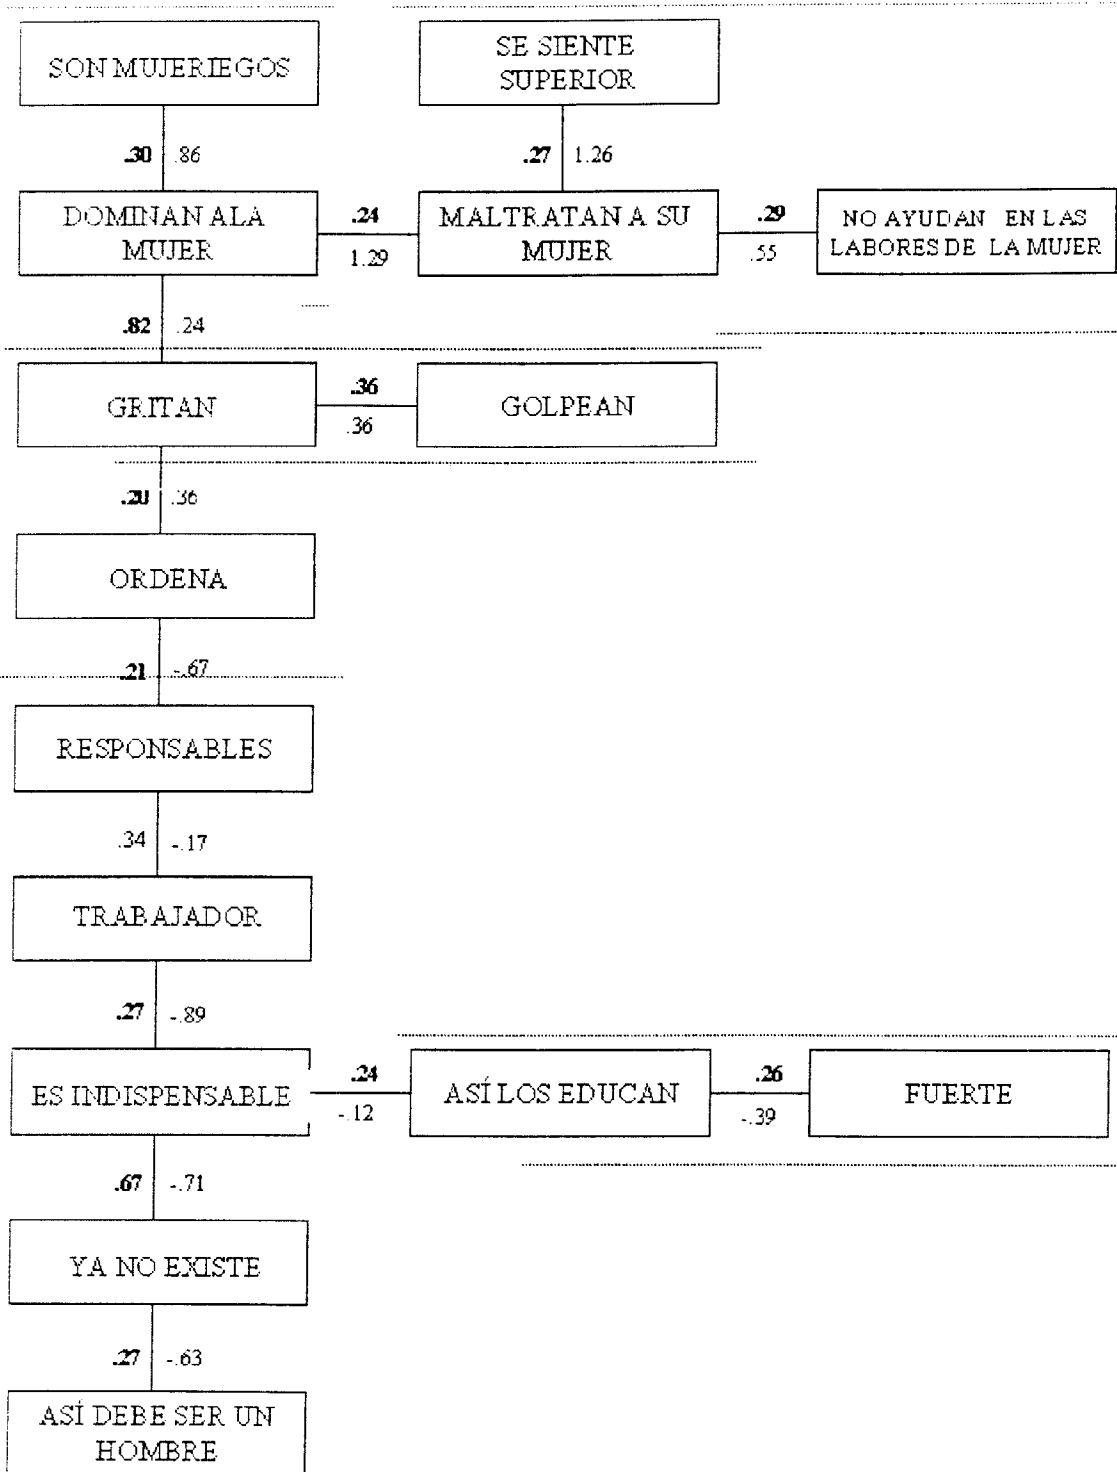 SON MUJERIEGOS
SE SIENTE
SUPERIOR
.30 .86
.27 1.26
DOMINAN ALA
MUJER
.24
1.29
MALTRATAN A SU
MUJER
.29
.55
NO AYUDAN EN LAS
LABORES DE LA MUJER
.82 .24
GRITAN
.36
.36
GOLPEAN
.20 .36
ORDENA
.21 -.67
RESPONSABLES
.34 -.17
TRABAJADOR
.27 -.89
ES INDISPENSABLE
.24
-.12
ASÍ LOS EDUCAN
.26
-.39
FUERTE
.67 -.71
YA NO EXISTE
.27 -.63
ASÍ DEBE SER UN
HOMBRE